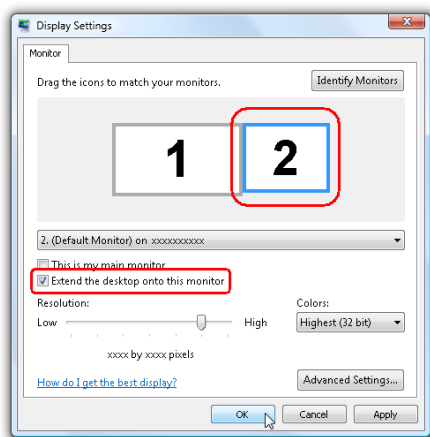 Display Settings
Monitor
Drag the icons to match your monitors.
Identify Monitors
1
2
2. (Default Monitor) on xxxxxxxxxx
This is my main monitor
Extend the desktop onto this monitor
Resolution:
Colors:
Low
High
Highest (32 bit)
xxxx by xxxx pixels
How do I get the best display?
Advanced Settings...
OK
Cancel
Apply